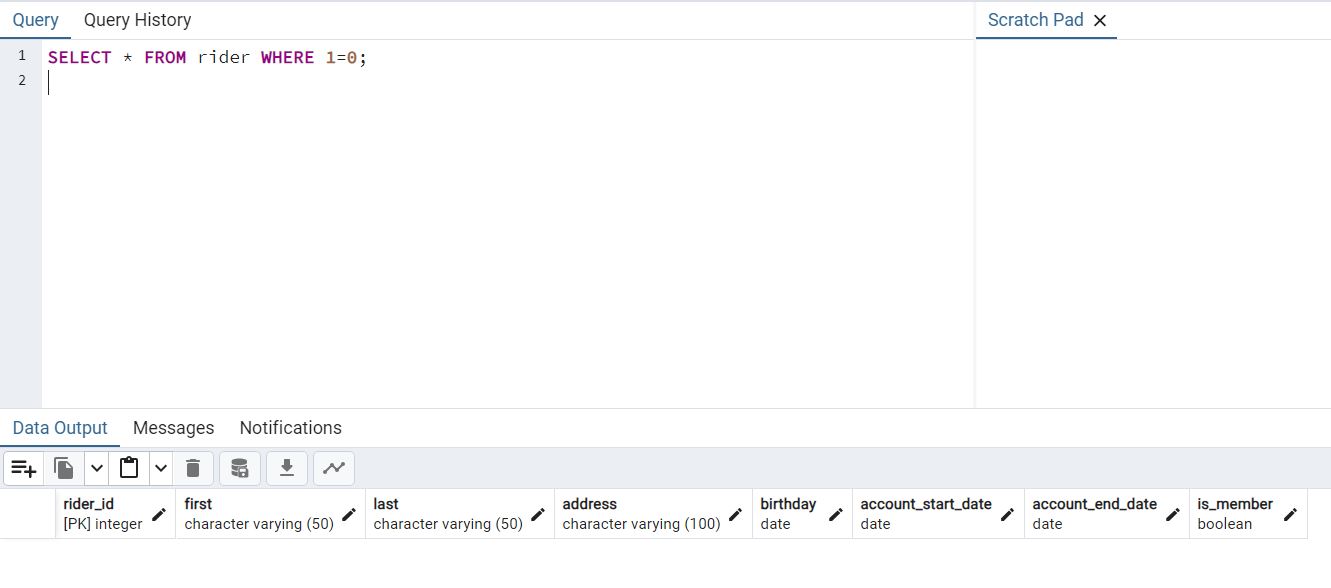 Query Query History Scratch Pad
1 SELECT * FROM rider WHERE 1=0;
2
Data Output Messages Notifications
rider_id first last address birthday account_start_date account_end_date is_member
[PK] integer character varying (50) character varying (50) character varying (100) date date date boolean